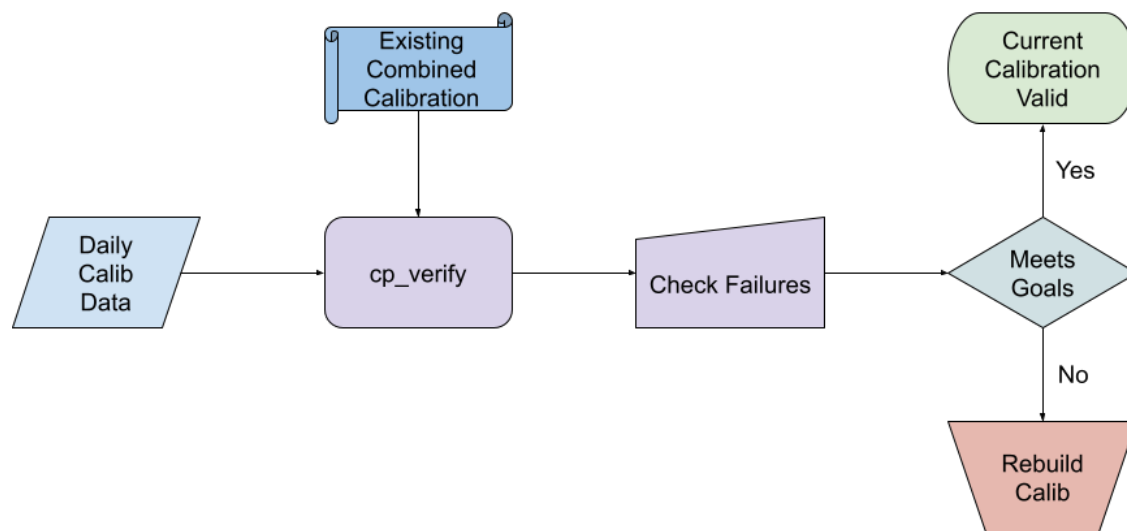 Existing
Combined
Calibration
Current
Calibration
Valid
Yes
Daily
Calib
Data
cp_verify
Check Failures
Meets
Goals
No
Rebuild
Calib